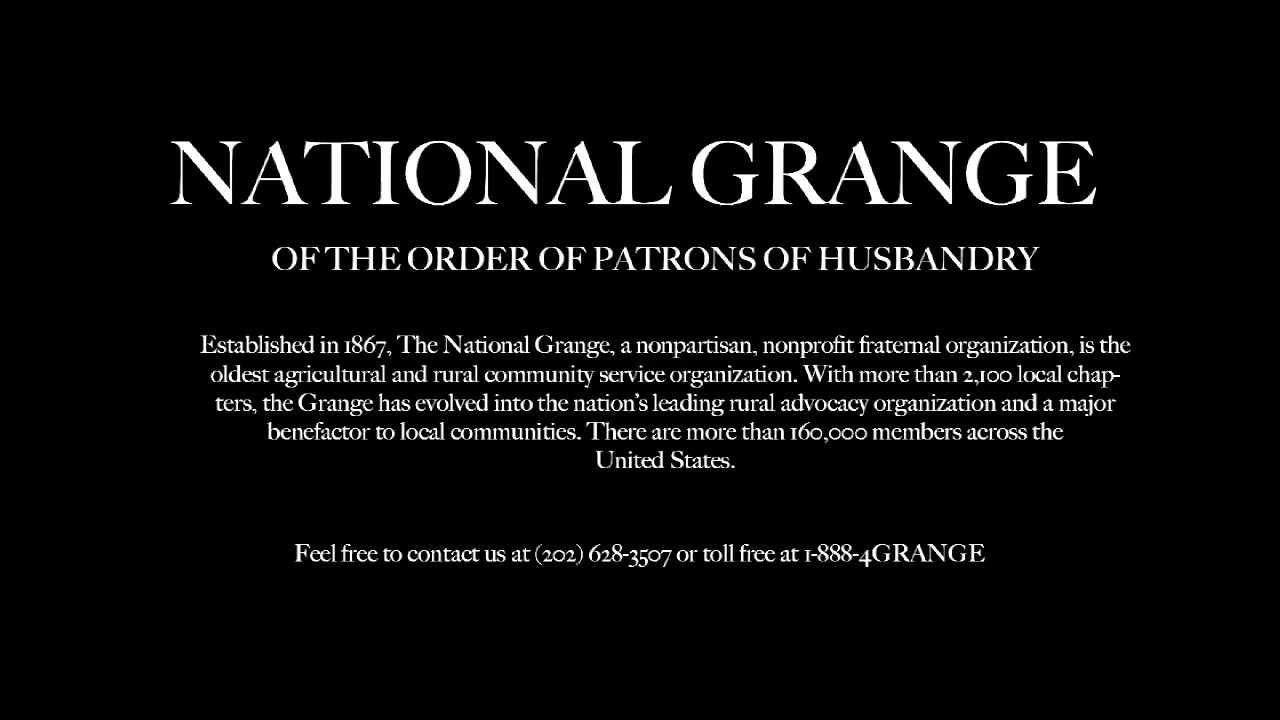 NATIONAL GRANGE
OF THE ORDER OF PATRONS OF HUSBANDRY
Established in 1867, The National Grange, a nonpartisan, nonprofit fraternal organization, is the
oldest agricultural and rural community service organization. With more than 2,100 local chap-
ters, the Grange has evolved into the nation's leading rural advocacy organization and a major
benefactor to local communities. There are more than 160,000 members across the
United States.
Feel free to contact us at (202) 628-3507 or toll free at 1-888-4GRANGE